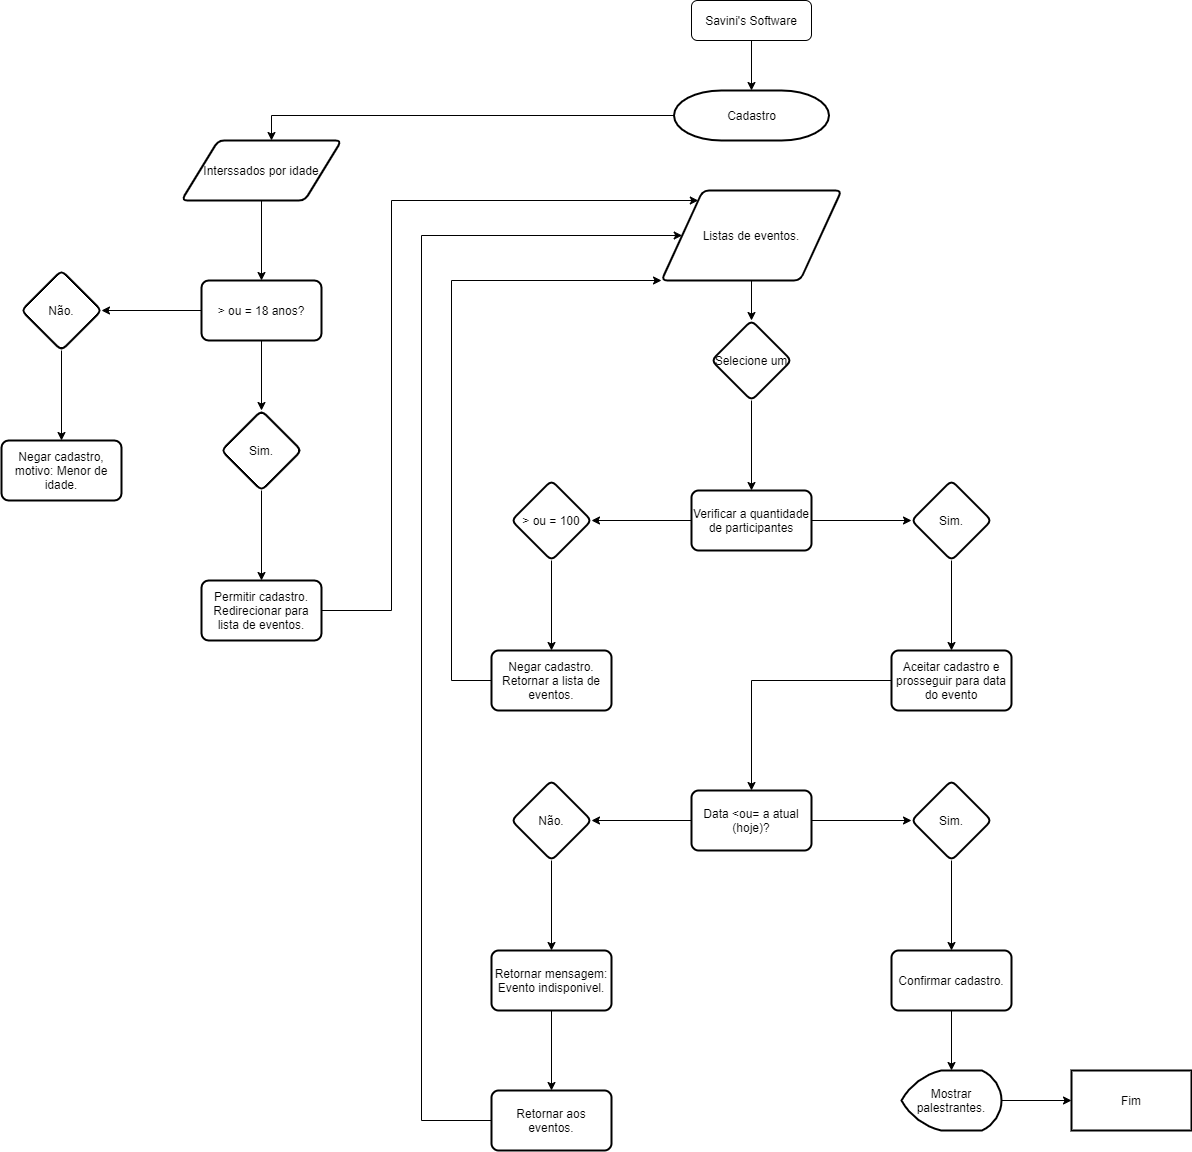 Savini's Software
Cadastro
Interssados por idade.
> ou = 18 anos?
Não.
Negar cadastro,
motivo: Menor de
idade.
Sim.
Permitir cadastro.
Redirecionar para
lista de eventos.
Listas de eventos.
Selecione um
Verificar a quantidade
de participantes
> ou = 100
Sim.
Negar cadastro.
Retornar a lista de
eventos.
Aceitar cadastro e
prosseguir para data
do evento
Data <ou= a atual
(hoje)?
Não.
Sim.
Retornar mensagem:
Evento indisponivel.
Confirmar cadastro.
Retornar aos
eventos.
Mostrar
palestrantes.
Fim